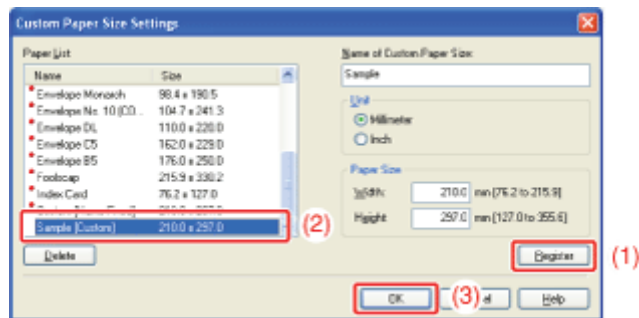 Custom Paper Size Settings
Paper List
Name Size
Envelope Monarch 98.4 x 190.5
Envelope No. 10 (CO... 104.7 x 241.3
Envelope DL 110.0 x 220.0
Envelope C5 162.0 x 229.0
Envelope B5 176.0 x 250.0
Foolscap 215.9 x 330.2
Index Card 76.2 x 127.0
Sample [Custom] 210.0 x 297.0
(2)
Delete
Name of Custom Paper Size:
Sample
Unit
Millimeter
Inch
Paper Size
Width: 210.0 mm [76.2 to 215.9]
Height: 297.0 mm [127.0 to 355.6]
Register
(1)
OK
(3)
Help